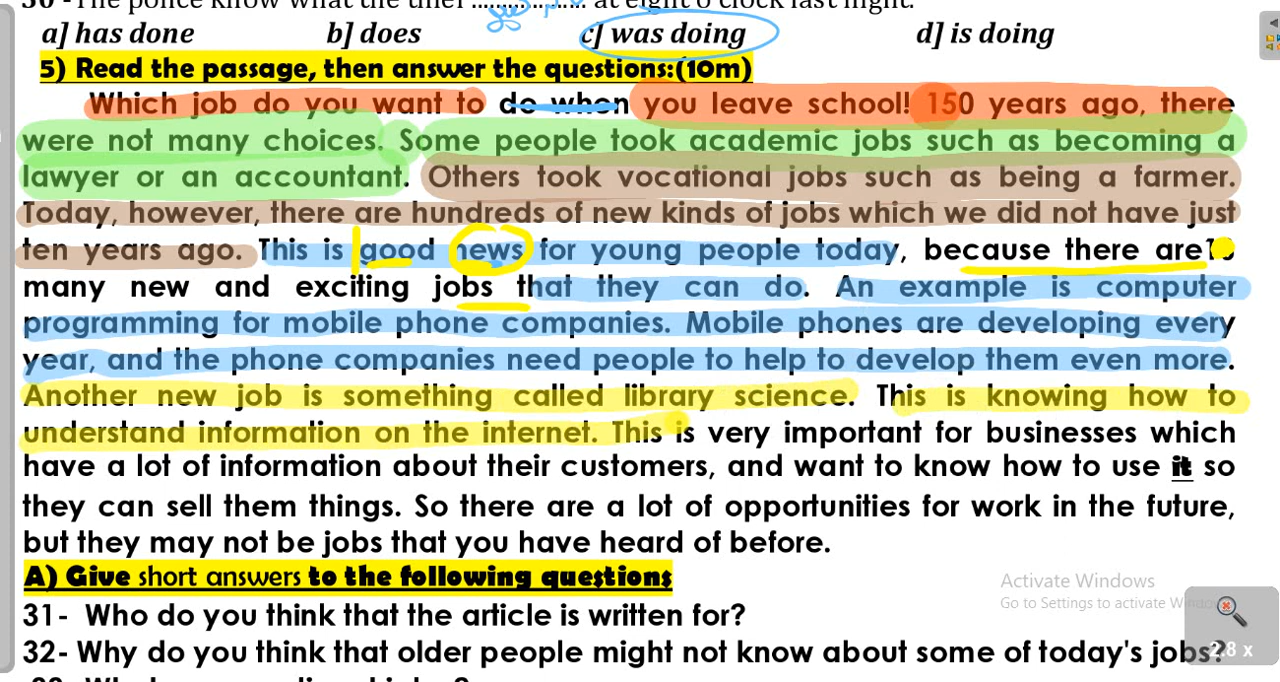 30 - The police know what the thief .................... at eight o'clock last night.
a] has done b] does c] was doing d] is doing
5) Read the passage, then answer the questions:(10m)
Which job do you want to do when you leave school! 150 years ago, there
were not many choices. Some people took academic jobs such as becoming a
lawyer or an accountant. Others took vocational jobs such as being a farmer.
Today, however, there are hundreds of new kinds of jobs which we did not have just
ten years ago. This is good news for young people today, because there are
many new and exciting jobs that they can do. An example is computer
programming for mobile phone companies. Mobile phones are developing every
year, and the phone companies need people to help to develop them even more.
Another new job is something called library science. This is knowing how to
understand information on the internet. This is very important for businesses which
have a lot of information about their customers, and want to know how to use it so
they can sell them things. So there are a lot of opportunities for work in the future,
but they may not be jobs that you have heard of before.
A) Give short answers to the following questions
Activate Windows
Go to Settings to activate
31- Who do you think that the article is written for?
32- Why do you think that older people might not know about some of today's jobs?
2.8 x